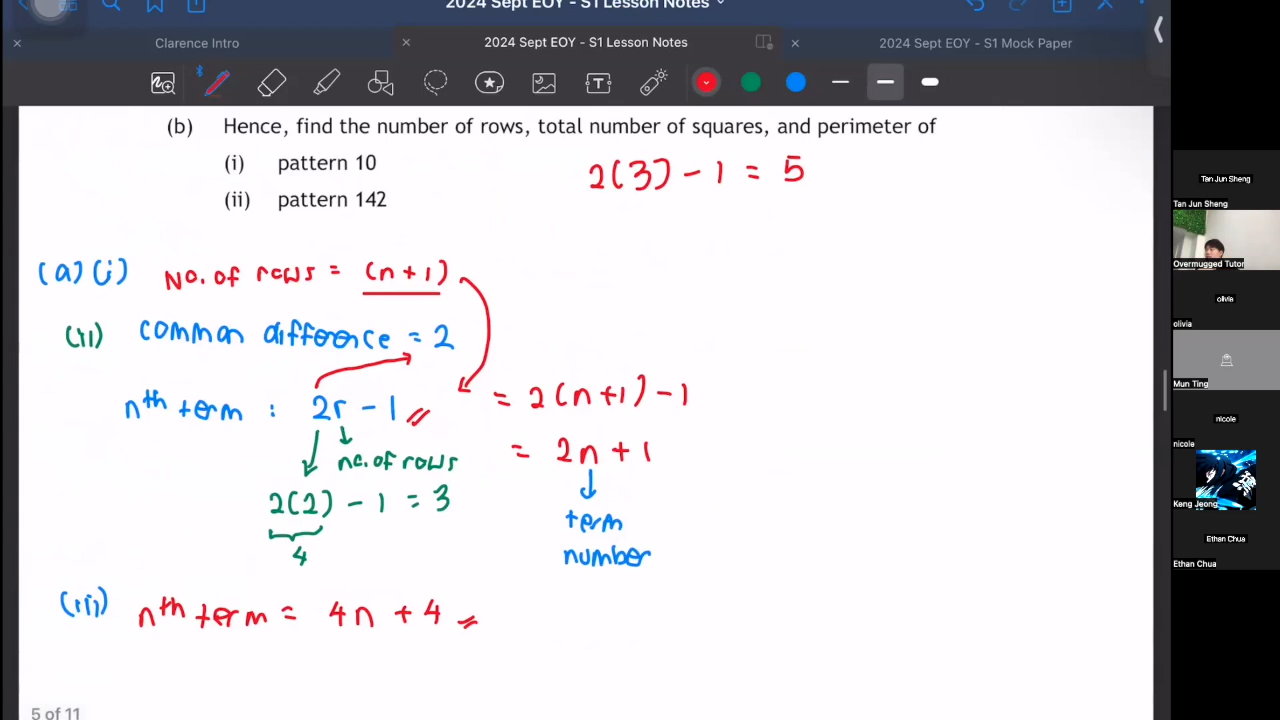 2024 Sept EOY - S1 Lesson Notes
Clarence Intro
2024 Sept EOY - S1 Lesson Notes
2024 Sept EOY - S1 Mock Paper
(b) Hence, find the number of rows, total number of squares, and perimeter of
(i) pattern 10
(ii) pattern 142
2(3) - 1 = 5
(a)(i) No. of rows = (n+1)
(ii) common difference = 2
nth term : 2r - 1 = 2(n+1) - 1
= 2n + 1
no. of rows
2(2) - 1 = 3
4
term
number
(iii) nth term = 4n + 4
5 of 11
Tan Jun Sheng
Tan Jun Sheng
Overmugged Tutor
olivia
olivia
Mun Ting
nicole
nicole
Keng Jeong
Ethan Chua
Ethan Chua